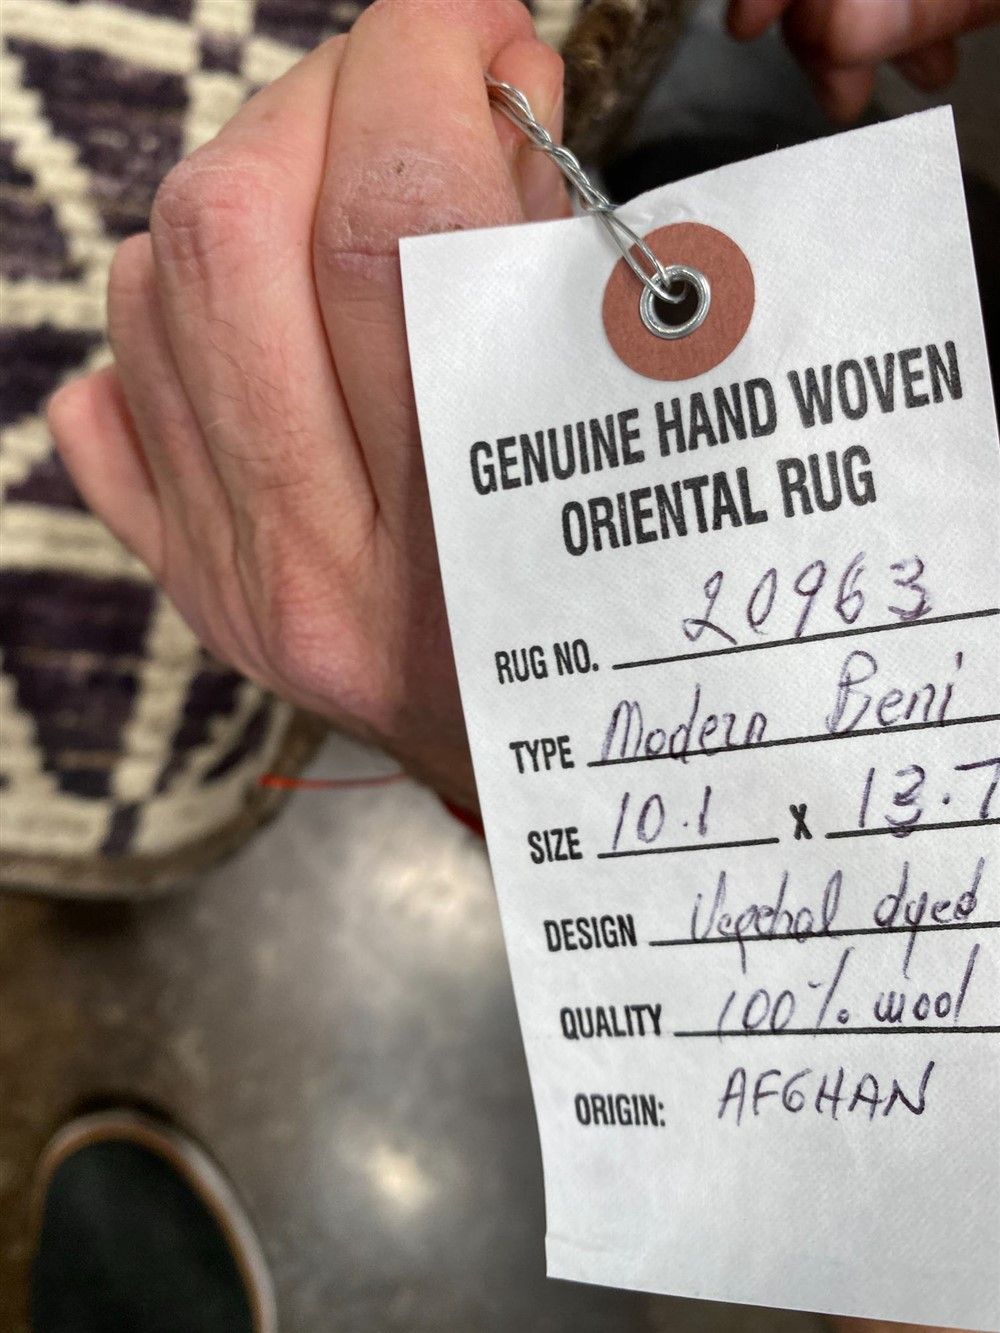 GENUINE HAND WOVEN
ORIENTAL RUG
RUG NO. 20963
TYPE Modern Beni
SIZE 10.1 X 13.7
DESIGN Vegetal dyed
QUALITY 100% wool
ORIGIN: AFGHAN